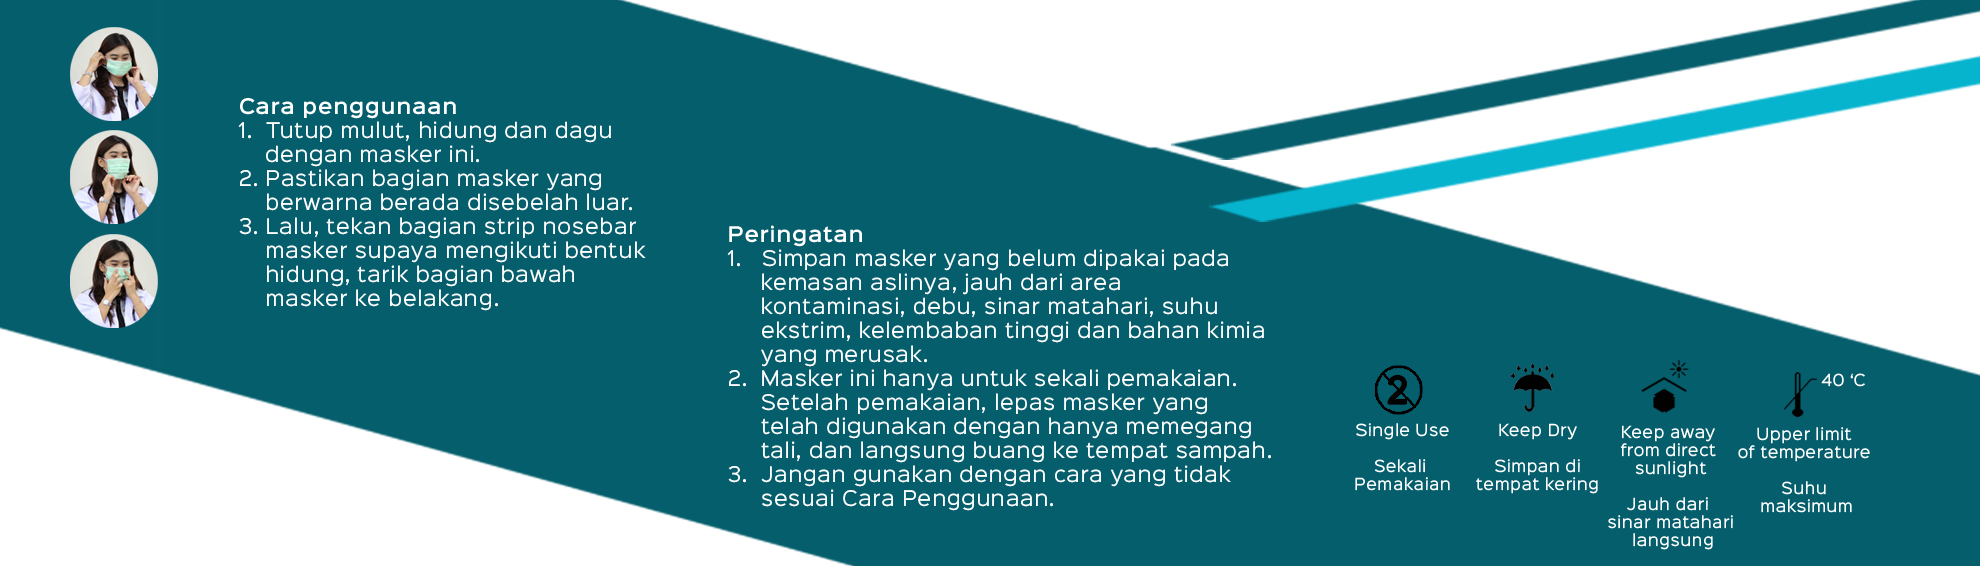 Cara penggunaan
1. Tutup mulut, hidung dan dagu
dengan masker ini.
2. Pastikan bagian masker yang
berwarna berada disebelah luar.
3. Lalu, tekan bagian strip nosebar
masker supaya mengikuti bentuk
hidung, tarik bagian bawah
masker ke belakang.
Peringatan
1. Simpan masker yang belum dipakai pada
kemasan aslinya, jauh dari area
kontaminasi, debu, sinar matahari, suhu
ekstrim, kelembaban tinggi dan bahan kimia
yang merusak.
2. Masker ini hanya untuk sekali pemakaian.
Setelah pemakaian, lepas masker yang
telah digunakan dengan hanya memegang
tali, dan langsung buang ke tempat sampah.
3. Jangan gunakan dengan cara yang tidak
sesuai Cara Penggunaan.
2
Single Use
Sekali
Pemakaian
Keep Dry
Simpan di
tempat kering
Keep away
from direct
sunlight
Jauh dari
sinar matahari
langsung
40 ‘C
Upper limit
of temperature
Suhu
maksimum